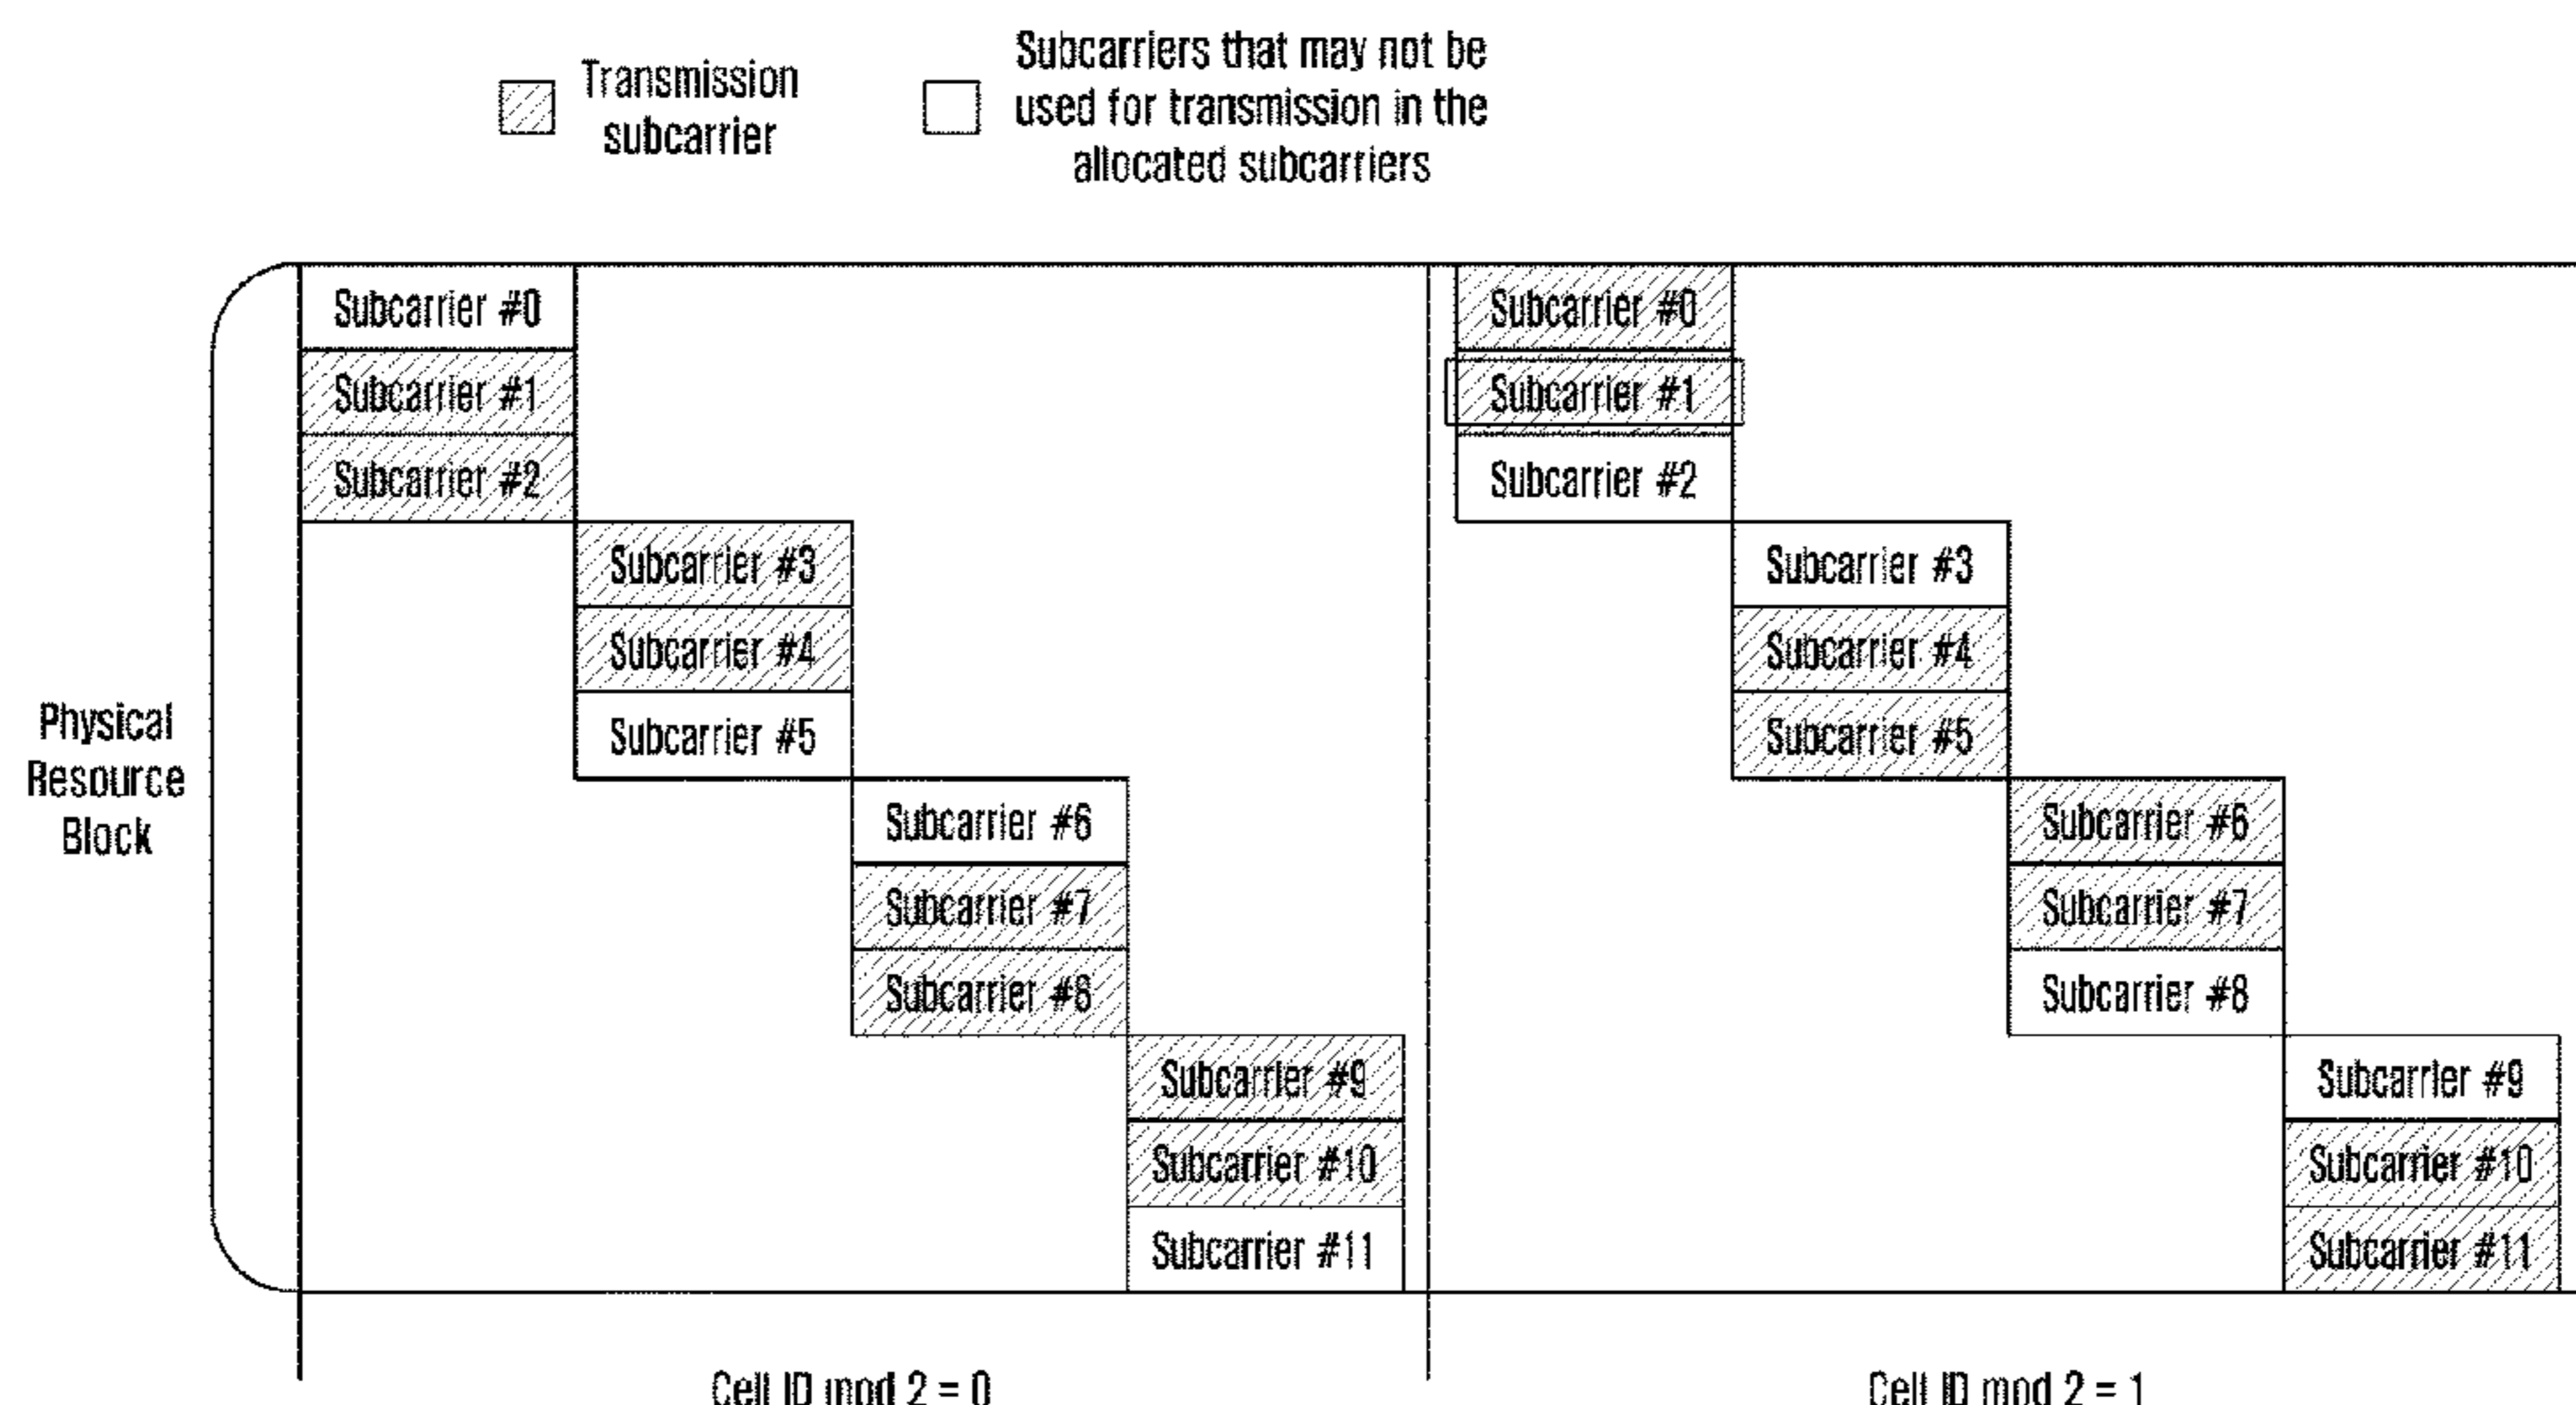 Transmission
subcarrier
Subcarriers that may not be
used for transmission in the
allocated subcarriers
Physical
Resource
Block
Subcarrier #0
Subcarrier #1
Subcarrier #2
Subcarrier #3
Subcarrier #4
Subcarrier #5
Subcarrier #6
Subcarrier #7
Subcarrier #8
Subcarrier #9
Subcarrier #10
Subcarrier #11
Cell ID mod 2 = 0
Subcarrier #0
Subcarrier #1
Subcarrier #2
Subcarrier #3
Subcarrier #4
Subcarrier #5
Subcarrier #6
Subcarrier #7
Subcarrier #8
Subcarrier #9
Subcarrier #10
Subcarrier #11
Cell ID mod 2 = 1